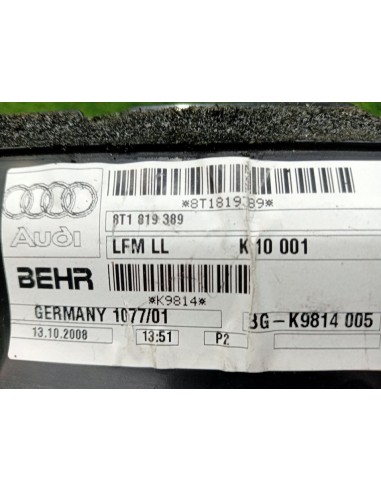 *8T1819389*
8T1 819 389
Audi
LFM LL K 10 001
BEHR
*K9814*
GERMANY 1077/01 3G-K9814 005
13.10.2008 13:51 P2